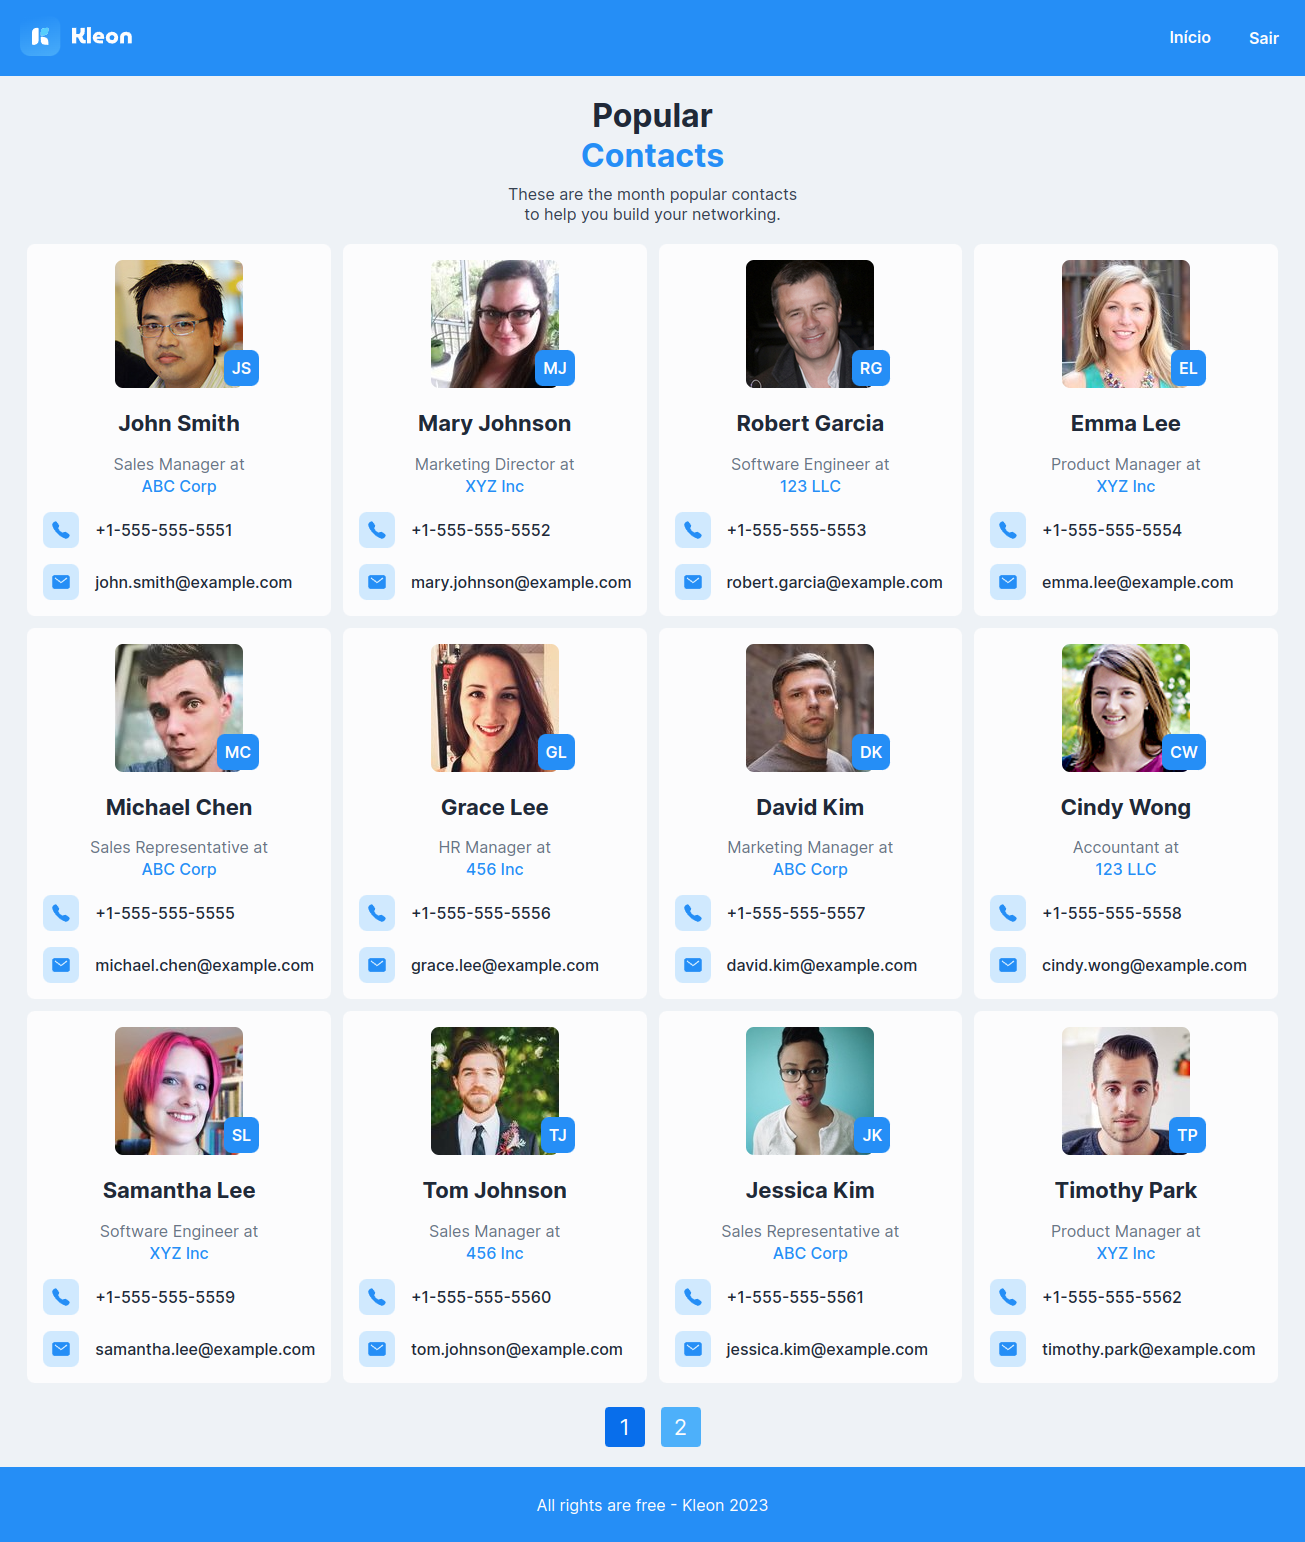 Kleon
Início
Sair
Popular
Contacts
These are the month popular contacts
to help you build your networking.
JS
John Smith
Sales Manager at
ABC Corp
+1-555-555-5551
john.smith@example.com
MJ
Mary Johnson
Marketing Director at
XYZ Inc
+1-555-555-5552
mary.johnson@example.com
RG
Robert Garcia
Software Engineer at
123 LLC
+1-555-555-5553
robert.garcia@example.com
EL
Emma Lee
Product Manager at
XYZ Inc
+1-555-555-5554
emma.lee@example.com
MC
Michael Chen
Sales Representative at
ABC Corp
+1-555-555-5555
michael.chen@example.com
GL
Grace Lee
HR Manager at
456 Inc
+1-555-555-5556
grace.lee@example.com
DK
David Kim
Marketing Manager at
ABC Corp
+1-555-555-5557
david.kim@example.com
CW
Cindy Wong
Accountant at
123 LLC
+1-555-555-5558
cindy.wong@example.com
SL
Samantha Lee
Software Engineer at
XYZ Inc
+1-555-555-5559
samantha.lee@example.com
TJ
Tom Johnson
Sales Manager at
456 Inc
+1-555-555-5560
tom.johnson@example.com
JK
Jessica Kim
Sales Representative at
ABC Corp
+1-555-555-5561
jessica.kim@example.com
TP
Timothy Park
Product Manager at
XYZ Inc
+1-555-555-5562
timothy.park@example.com
1
2
All rights are free - Kleon 2023